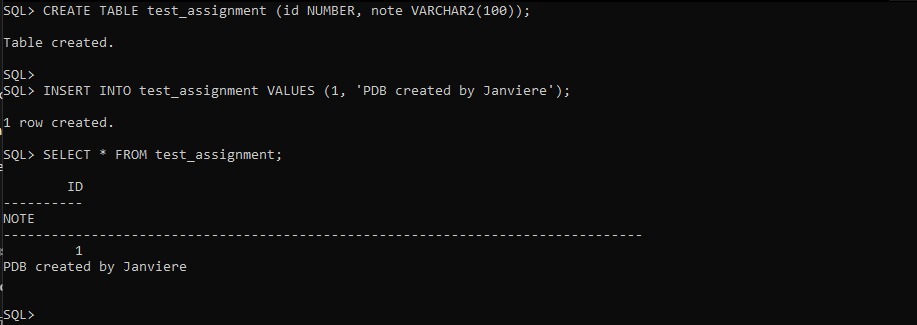 SQL> CREATE TABLE test_assignment (id NUMBER, note VARCHAR2(100));
Table created.
SQL>
SQL> INSERT INTO test_assignment VALUES (1, 'PDB created by Janviere');
1 row created.
SQL> SELECT * FROM test_assignment;
ID
----------
NOTE
--------------------------------------------------------------------------------
1
PDB created by Janviere
SQL>